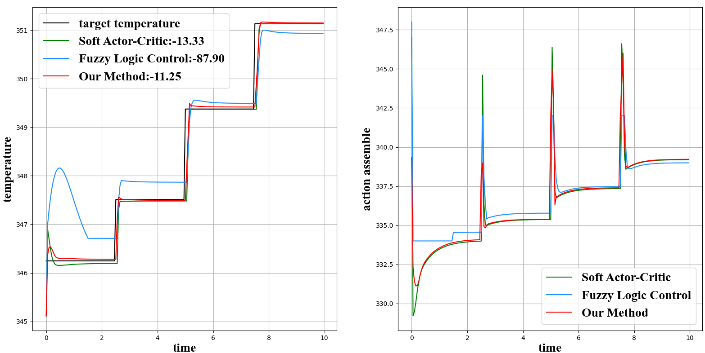 351
350
349
348
347
346
345
temperature
target temperature
Soft Actor-Critic:-13.33
Fuzzy Logic Control:-87.90
Our Method:-11.25
0
2
4
6
8
10
time
347.5
345.0
342.5
340.0
337.5
335.0
332.5
330.0
action assemble
Soft Actor-Critic
Fuzzy Logic Control
Our Method
0
2
4
6
8
10
time